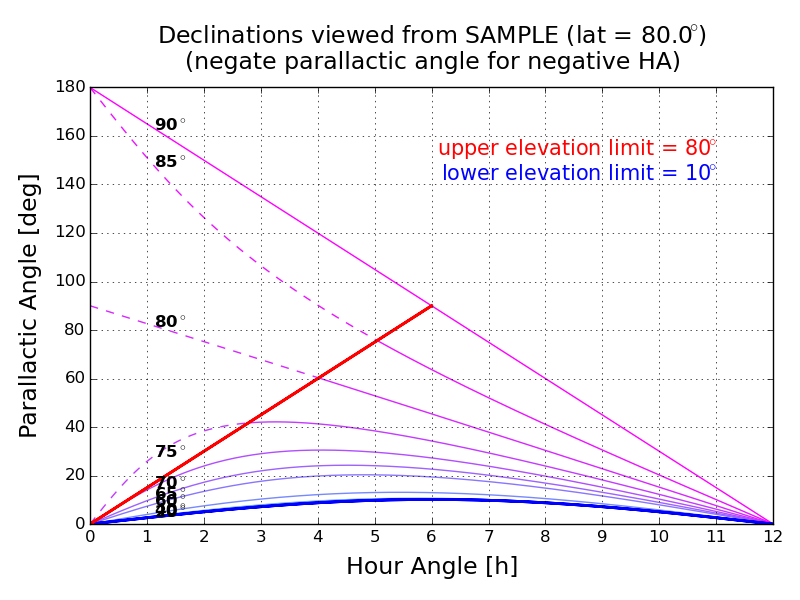 Declinations viewed from SAMPLE (lat = 80.0°)
(negate parallactic angle for negative HA)
upper elevation limit = 80°
lower elevation limit = 10°
Parallactic Angle [deg]
180
160
140
120
100
80
60
40
20
0
90°
85°
80°
75°
70°
65°
0 1 2 3 4 5 6 7 8 9 10 11 12
Hour Angle [h]